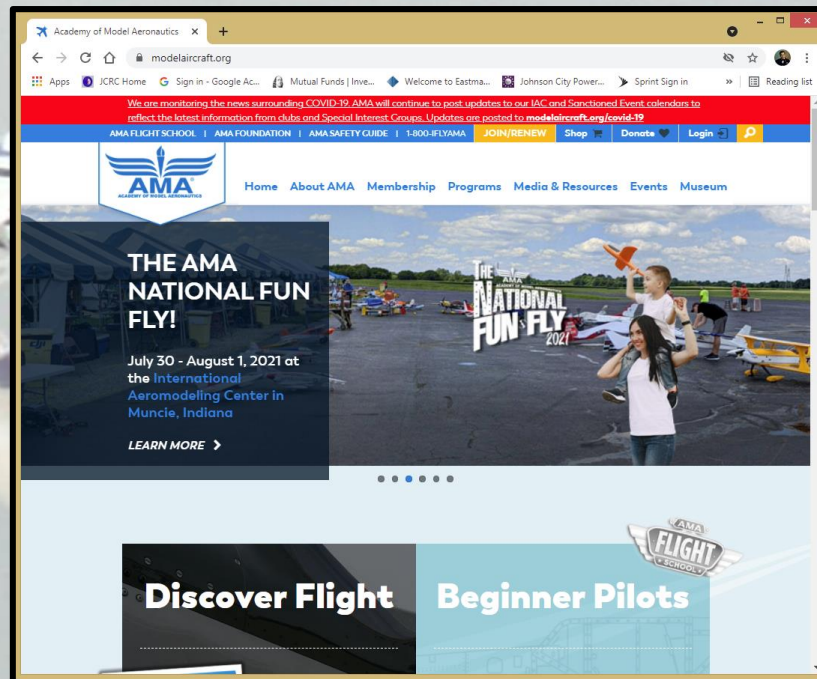 Academy of Model Aeronautics
modelaircraft.org
Apps JCRC Home Sign in - Google Ac... Mutual Funds | Inve... Welcome to Eastma... Johnson City Power... Sprint Sign in » Reading list
We are monitoring the news surrounding COVID-19. AMA will continue to post updates to our IAC and Sanctioned Event calendars to
reflect the latest information from clubs and Special Interest Groups. Updates are posted to modelaircraft.org/covid-19
AMA FLIGHT SCHOOL | AMA FOUNDATION | AMA SAFETY GUIDE | 1-800-IFLYAMA JOIN/RENEW Shop Donate Login
AMA
ACADEMY OF MODEL AERONAUTICS
Home About AMA Membership Programs Media & Resources Events Museum
THE AMA
NATIONAL FUN
FLY!
July 30 - August 1, 2021 at
the International
Aeromodeling Center in
Muncie, Indiana
LEARN MORE
THE AMA
NATIONAL
FUN FLY
2021
AMA
FLIGHT
SCHOOL
Discover Flight
Beginner Pilots